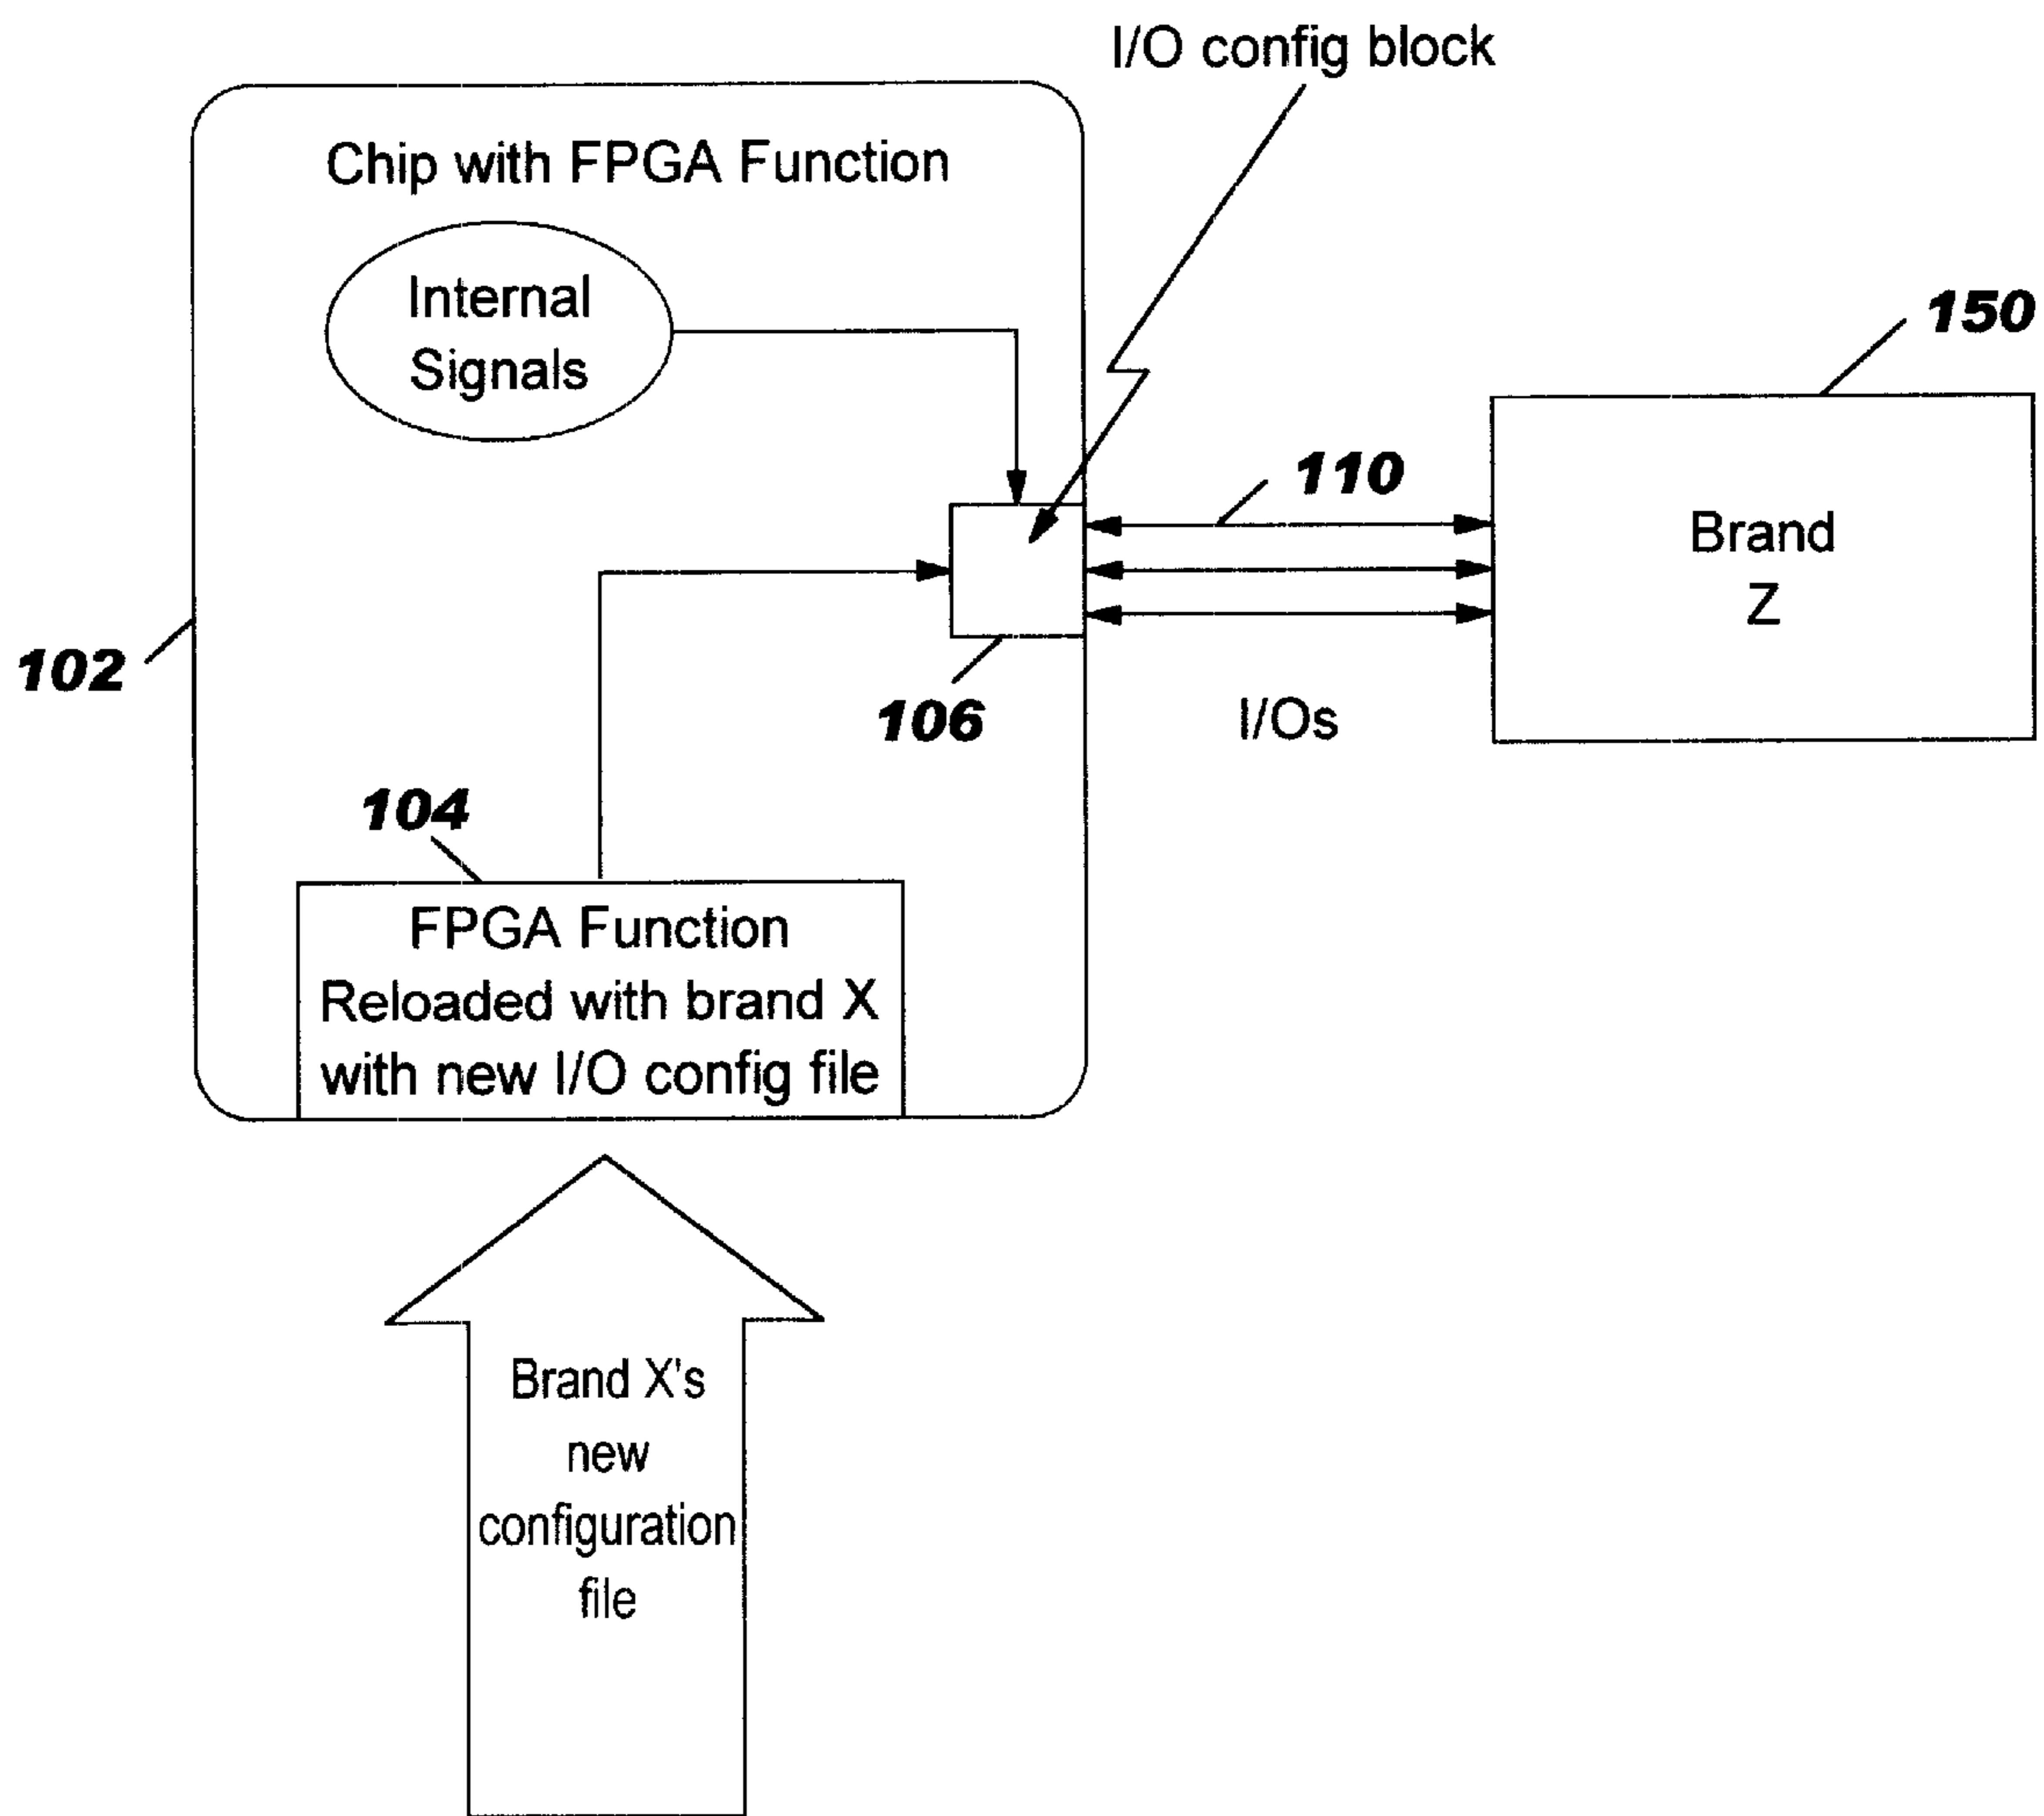 I/O config block
Chip with FPGA Function
Internal
Signals
150
110
Brand
Z
102
106
I/Os
104
FPGA Function
Reloaded with brand X
with new I/O config file
Brand X's
new
configuration
file